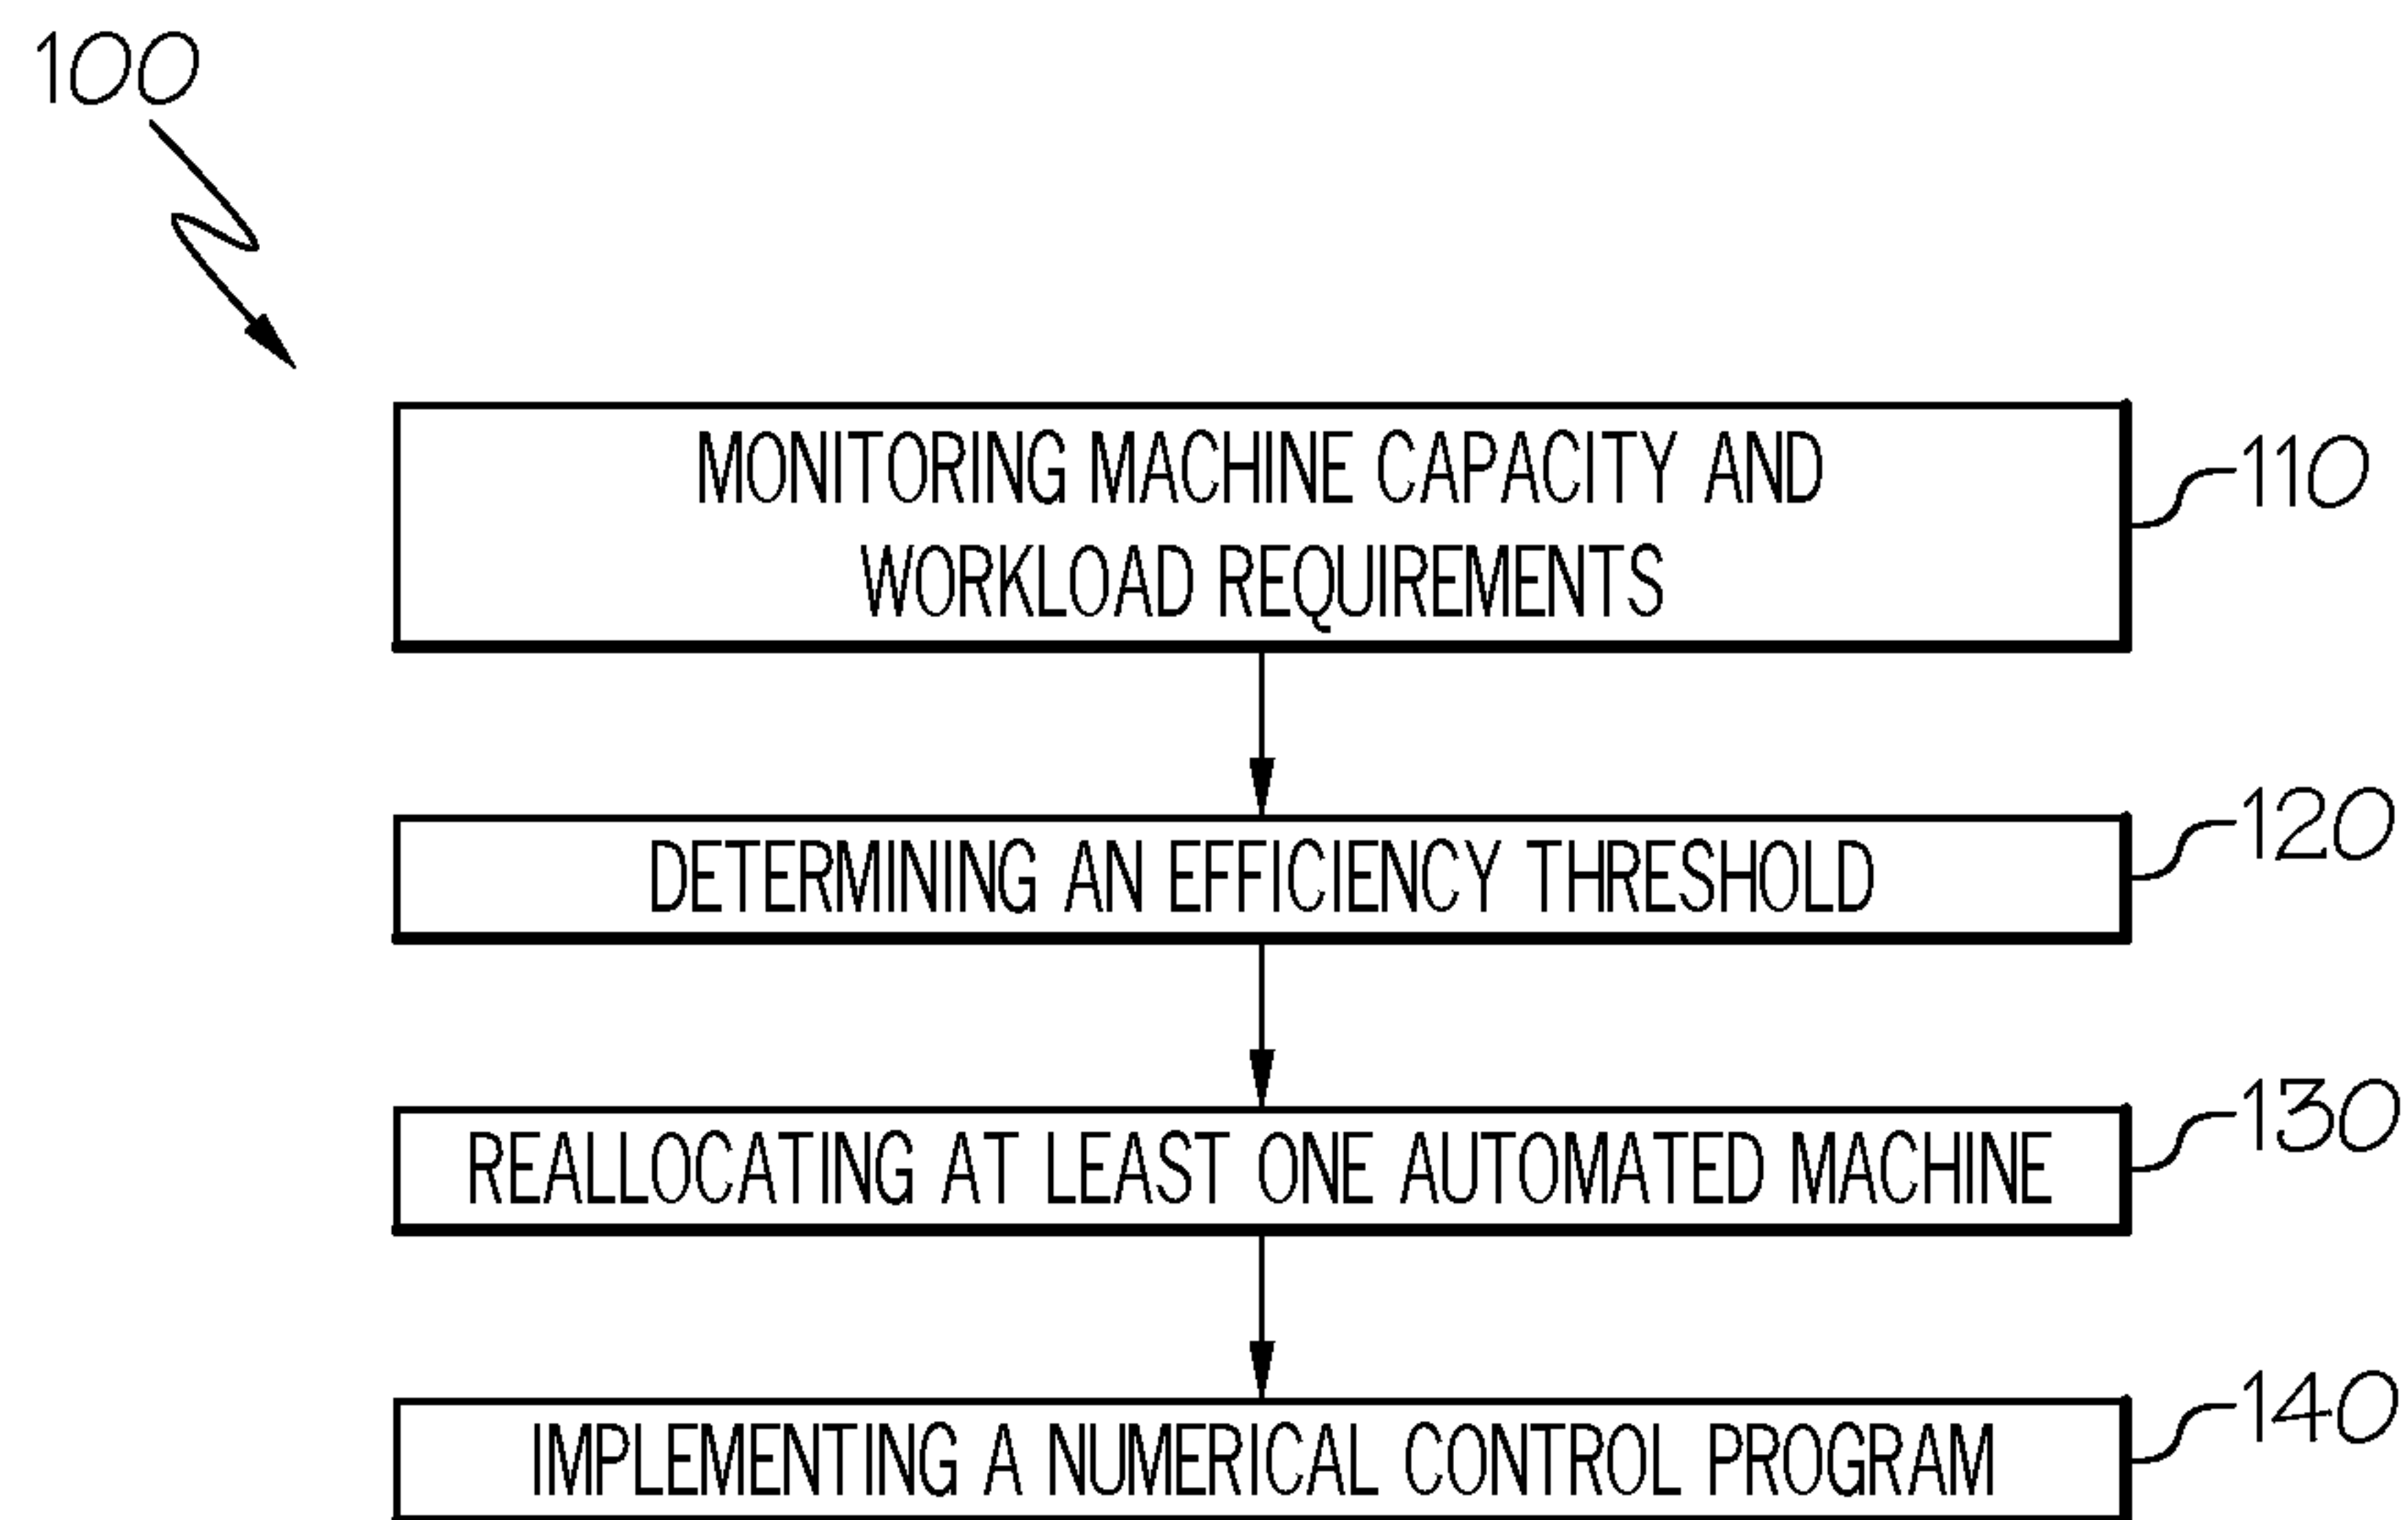 100
MONITORING MACHINE CAPACITY AND
WORKLOAD REQUIREMENTS
110
DETERMINING AN EFFICIENCY THRESHOLD
120
REALLOCATING AT LEAST ONE AUTOMATED MACHINE
130
IMPLEMENTING A NUMERICAL CONTROL PROGRAM
140